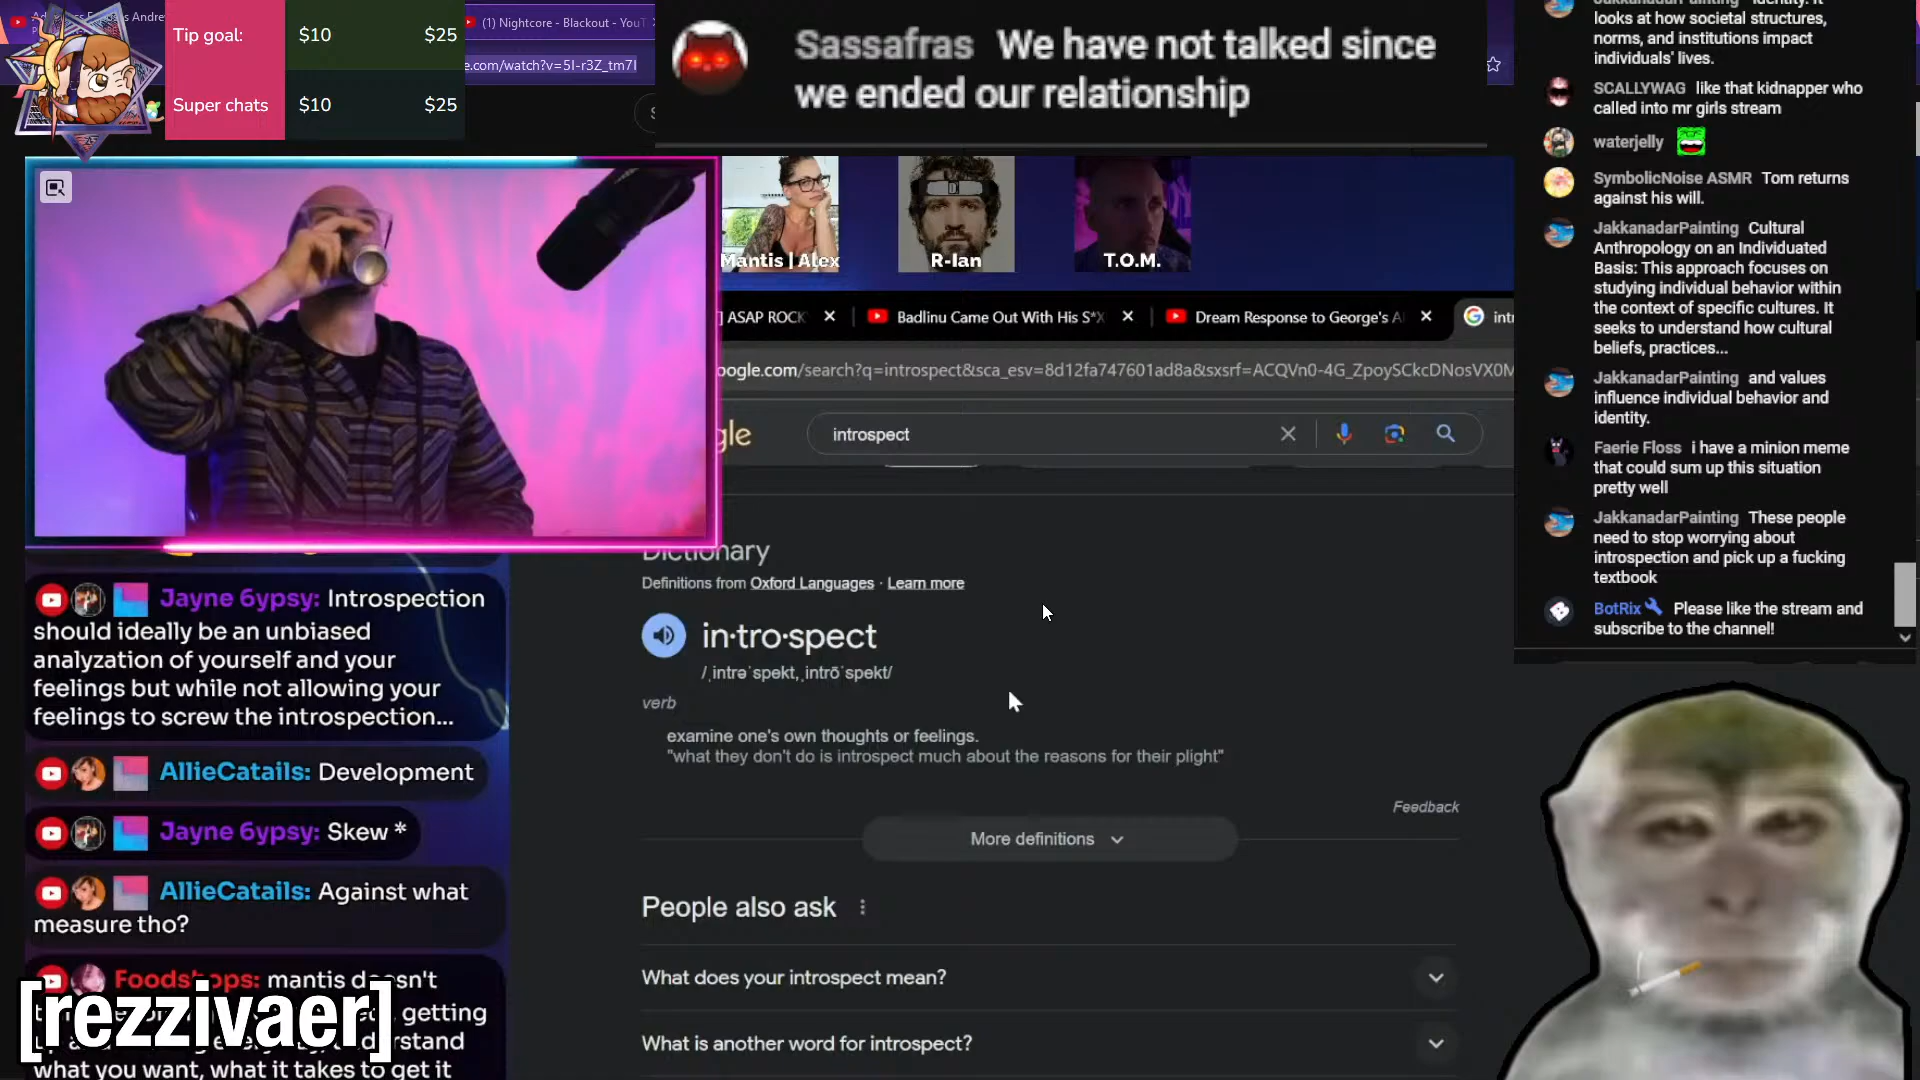 (1) Nightcore - Blackout - YouT
Tip goal: $10 $25
e.com/watch?v=5I-r3Z_tm7I
Super chats $10 $25
Sassafras We have not talked since
we ended our relationship
Mantis | Alex
R-Ian
T.O.M.
ASAP ROCK
Badlinu Came Out With His S*X
Dream Response to George's Al
intr
oogle.com/search?q=introspect&sca_esv=8d12fa747601ad8a&sxsrf=ACQVn0-4G_ZpoySCkcDNosVX0M
gle
introspect
Dictionary
Definitions from Oxford Languages · Learn more
in·tro·spect
/ˌintrəˈspekt,ˌintrōˈspekt/
verb
examine one's own thoughts or feelings.
"what they don't do is introspect much about the reasons for their plight"
Feedback
More definitions
People also ask
What does your introspect mean?
What is another word for introspect?
Jayne 6ypsy: Introspection
should ideally be an unbiased
analyzation of yourself and your
feelings but while not allowing your
feelings to screw the introspection...
AllieCatails: Development
Jayne 6ypsy: Skew *
AllieCatails: Against what
measure tho?
Foodshops: mantis doesn't
getting
what you want, what it takes to get it
[rezzivaer]
JakkanadarPainting identity. It
looks at how societal structures,
norms, and institutions impact
individuals' lives.
SCALLYWAG like that kidnapper who
called into mr girls stream
waterjelly
SymbolicNoise ASMR Tom returns
against his will.
JakkanadarPainting Cultural
Anthropology on an Individuated
Basis: This approach focuses on
studying individual behavior within
the context of specific cultures. It
seeks to understand how cultural
beliefs, practices...
JakkanadarPainting and values
influence individual behavior and
identity.
Faerie Floss i have a minion meme
that could sum up this situation
pretty well
JakkanadarPainting These people
need to stop worrying about
introspection and pick up a fucking
textbook
BotRix Please like the stream and
subscribe to the channel!